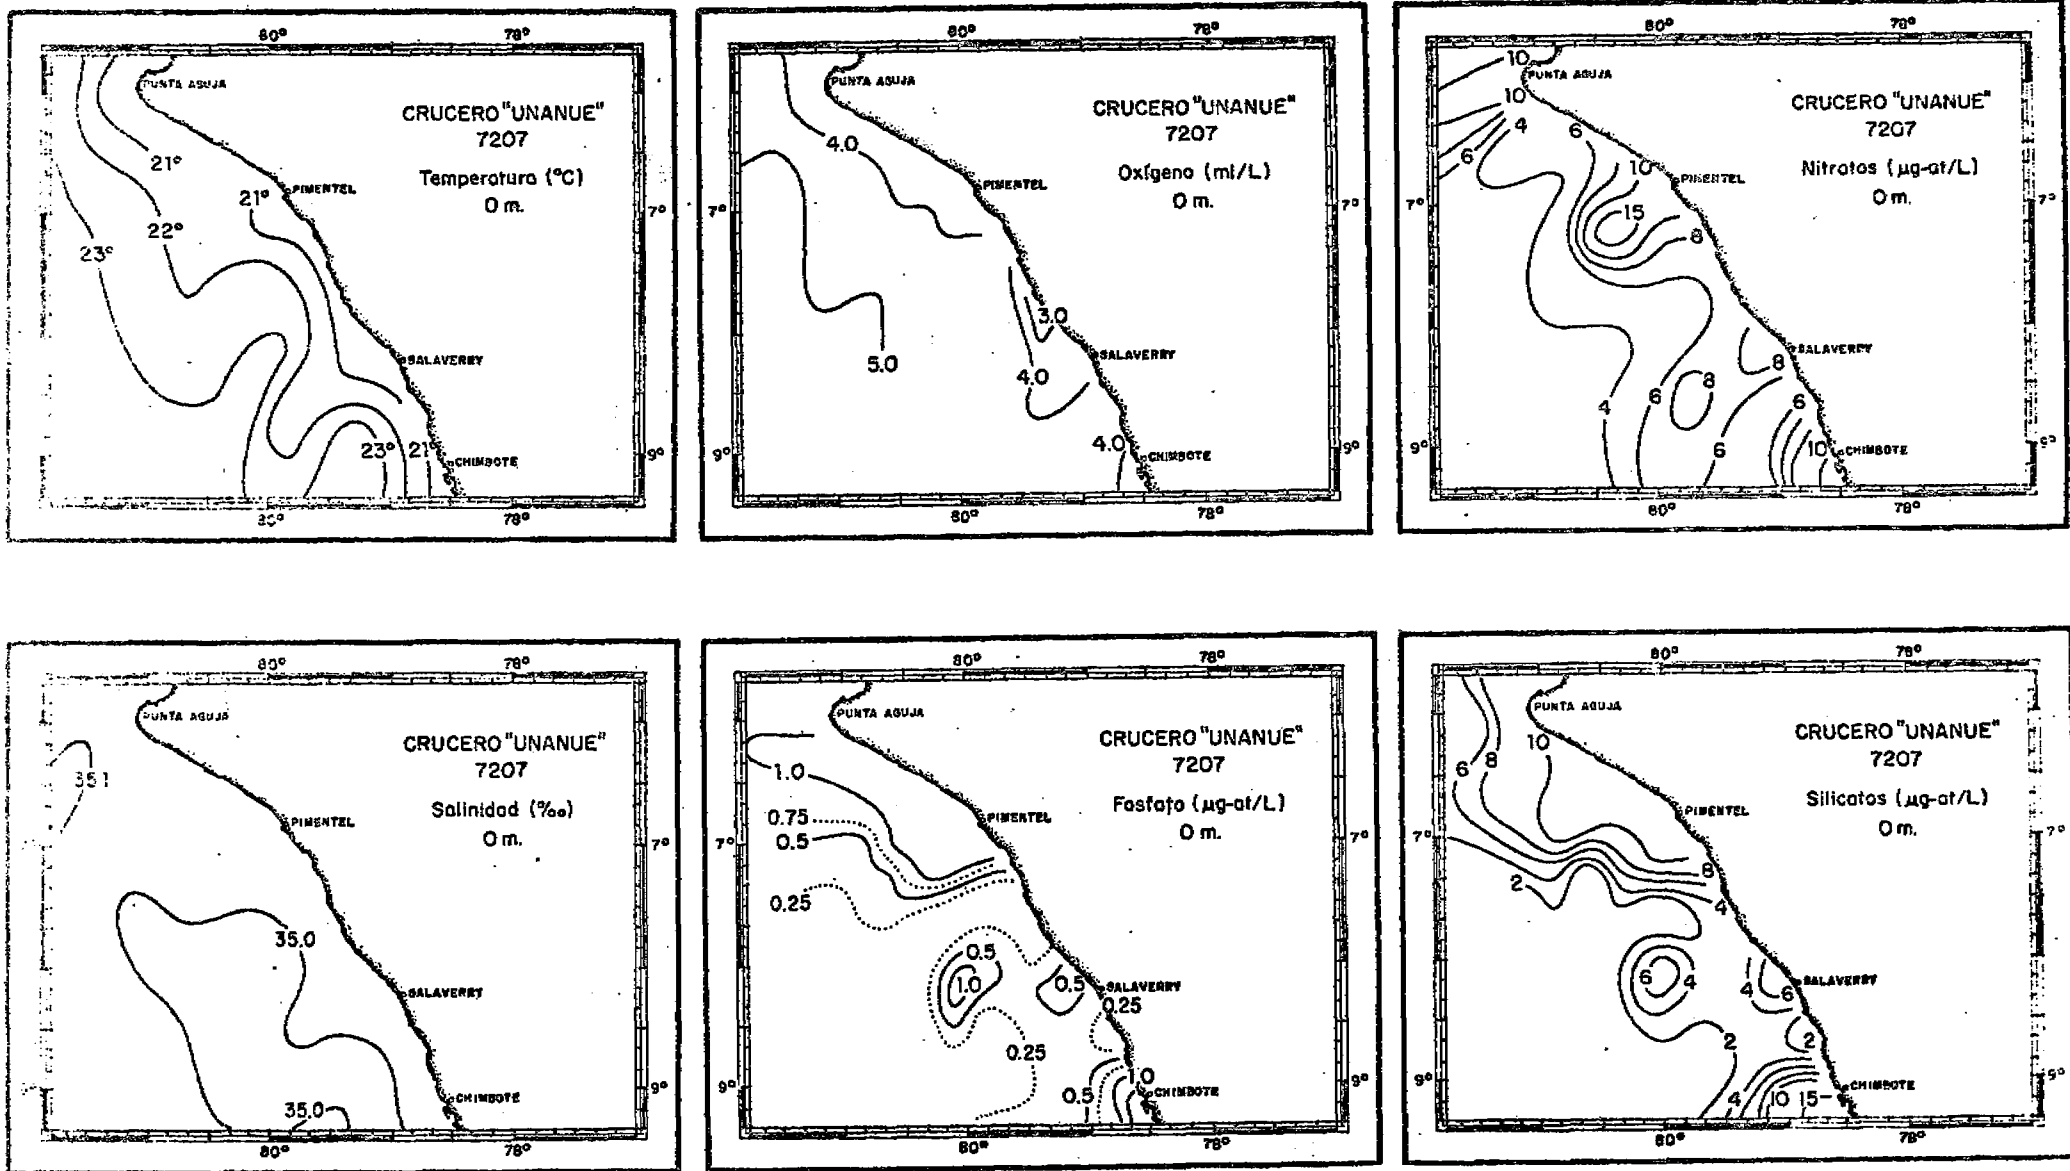 80° 78°
PUNTA AGUJA
CRUCERO "UNANUE"
7207
Temperatura (°C)
0 m.
21°
PIMENTEL
21°
22°
23°
7°
SALAVERRY
23° 21°
CHIMBOTE
9°
80° 78°
80° 78°
PUNTA AGUJA
CRUCERO "UNANUE"
7207
Oxígeno (ml/L)
0 m.
4.0
PIMENTEL
7° 7°
3.0
SALAVERRY
5.0
4.0
4.0
CHIMBOTE
9° 9°
80° 78°
80° 78°
10
PUNTA AGUJA
CRUCERO "UNANUE"
7207
Nitratos (µg-at/L)
0 m.
10
4
6
6
10
PIMENTEL
7° 7°
15
8
SALAVERRY
8
8
4
6
6
6
10
CHIMBOTE
9° 9°
80° 78°
80° 78°
PUNTA AGUJA
CRUCERO "UNANUE"
7207
Salinidad (‰)
0 m.
35.1
PIMENTEL
7°
35.0
SALAVERRY
35.0
CHIMBOTE
9°
80° 78°
80° 78°
PUNTA AGUJA
CRUCERO "UNANUE"
7207
Fosfato (µg-at/L)
0 m.
1.0
0.75
0.5
PIMENTEL
7° 7°
0.25
0.5
1.0
0.5
SALAVERRY
0.25
0.25
1.0
0.5
CHIMBOTE
9° 9°
80° 78°
80° 78°
PUNTA AGUJA
CRUCERO "UNANUE"
7207
Silicatos (µg-at/L)
0 m.
10
6
8
PIMENTEL
7° 7°
8
2
4
6
4
4
6
SALAVERRY
2
2
4
10
15
CHIMBOTE
9° 9°
80° 78°